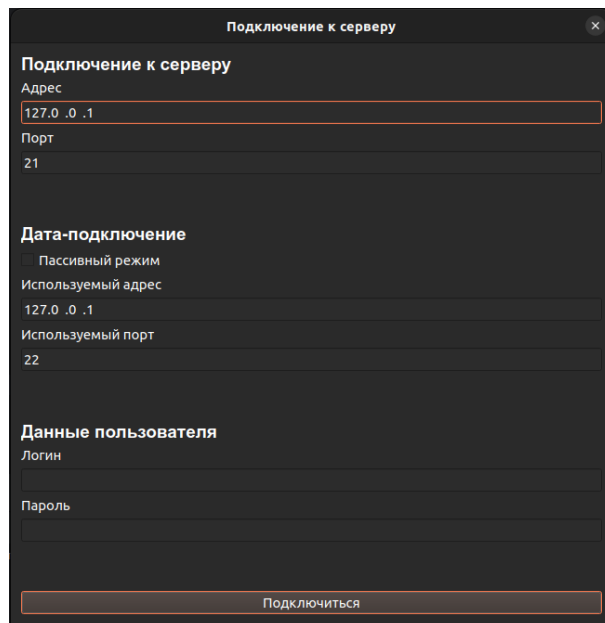 Подключение к серверу
Подключение к серверу
Адрес
127.0 .0 .1
Порт
21
Дата-подключение
Пассивный режим
Используемый адрес
127.0 .0 .1
Используемый порт
22
Данные пользователя
Логин
Пароль
Подключиться